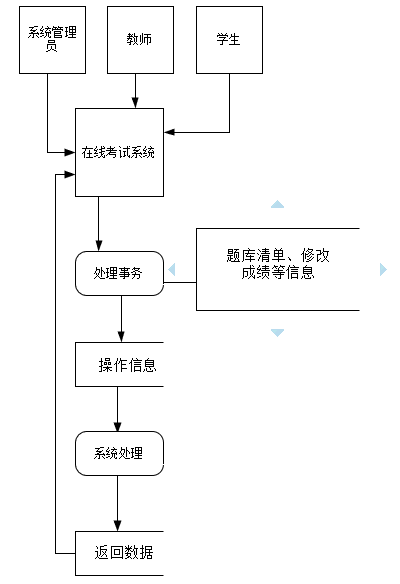 系统管理
员
教师
学生
在线考试系统
题库清单、修改
成绩等信息
处理事务
操作信息
系统处理
返回数据